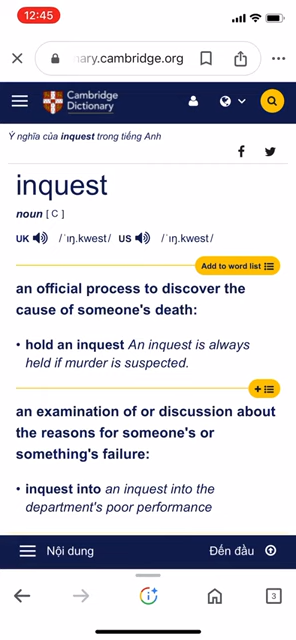 12:45
ary.cambridge.org
Cambridge
Dictionary
Ý nghĩa của inquest trong tiếng Anh
inquest
noun [ C ]
UK /ˈɪŋ.kwest/ US /ˈɪŋ.kwest/
Add to word list
an official process to discover the
cause of someone's death:
• hold an inquest An inquest is always
held if murder is suspected.
an examination of or discussion about
the reasons for someone's or
something's failure:
• inquest into an inquest into the
department's poor performance
Nội dung
Đến đầu
3